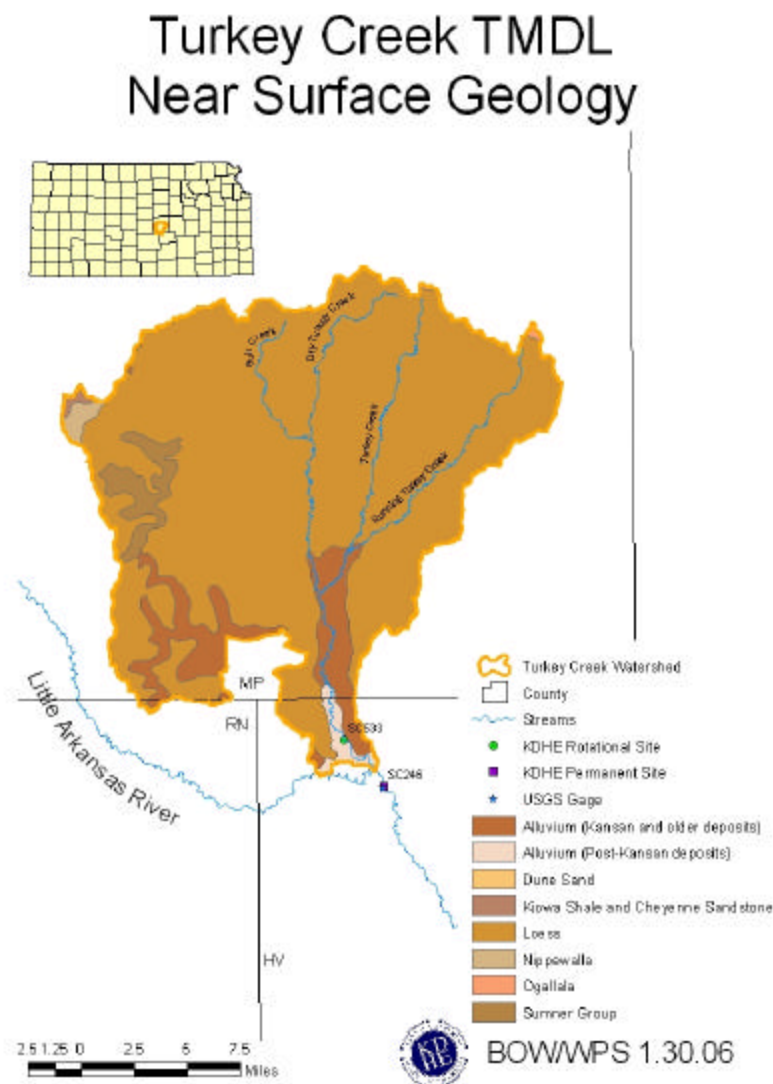 Turkey Creek TMDL
Near Surface Geology
Bull Creek
Dry Turkey Creek
Turkey Creek
Running Turkey Creek
MP
RN
Little Arkansas River
SC533
SC246
HV
Turkey Creek Watershed
County
Streams
KDHE Rotational Site
KDHE Permanent Site
USGS Gage
Alluvium (Kansan and older deposits)
Alluvium (Post-Kansan deposits)
Dune Sand
Kiowa Shale and Cheyenne Sandstone
Loess
Nippewalla
Ogallala
Sumner Group
2.5 1.25 0 2.5 5 7.5
Miles
BOW/WPS 1.30.06